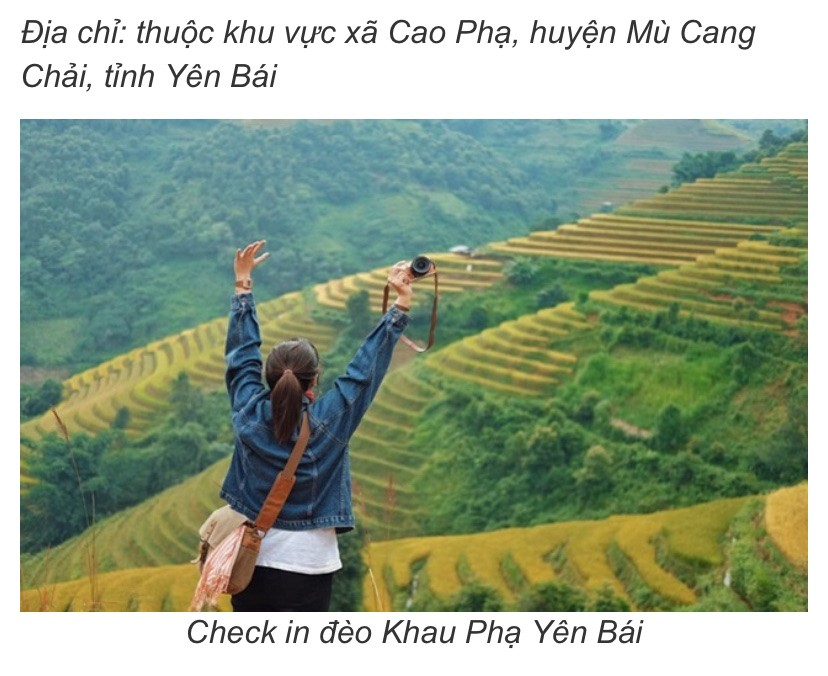 Địa chỉ: thuộc khu vực xã Cao Phạ, huyện Mù Cang
Chải, tỉnh Yên Bái
Check in đèo Khau Phạ Yên Bái